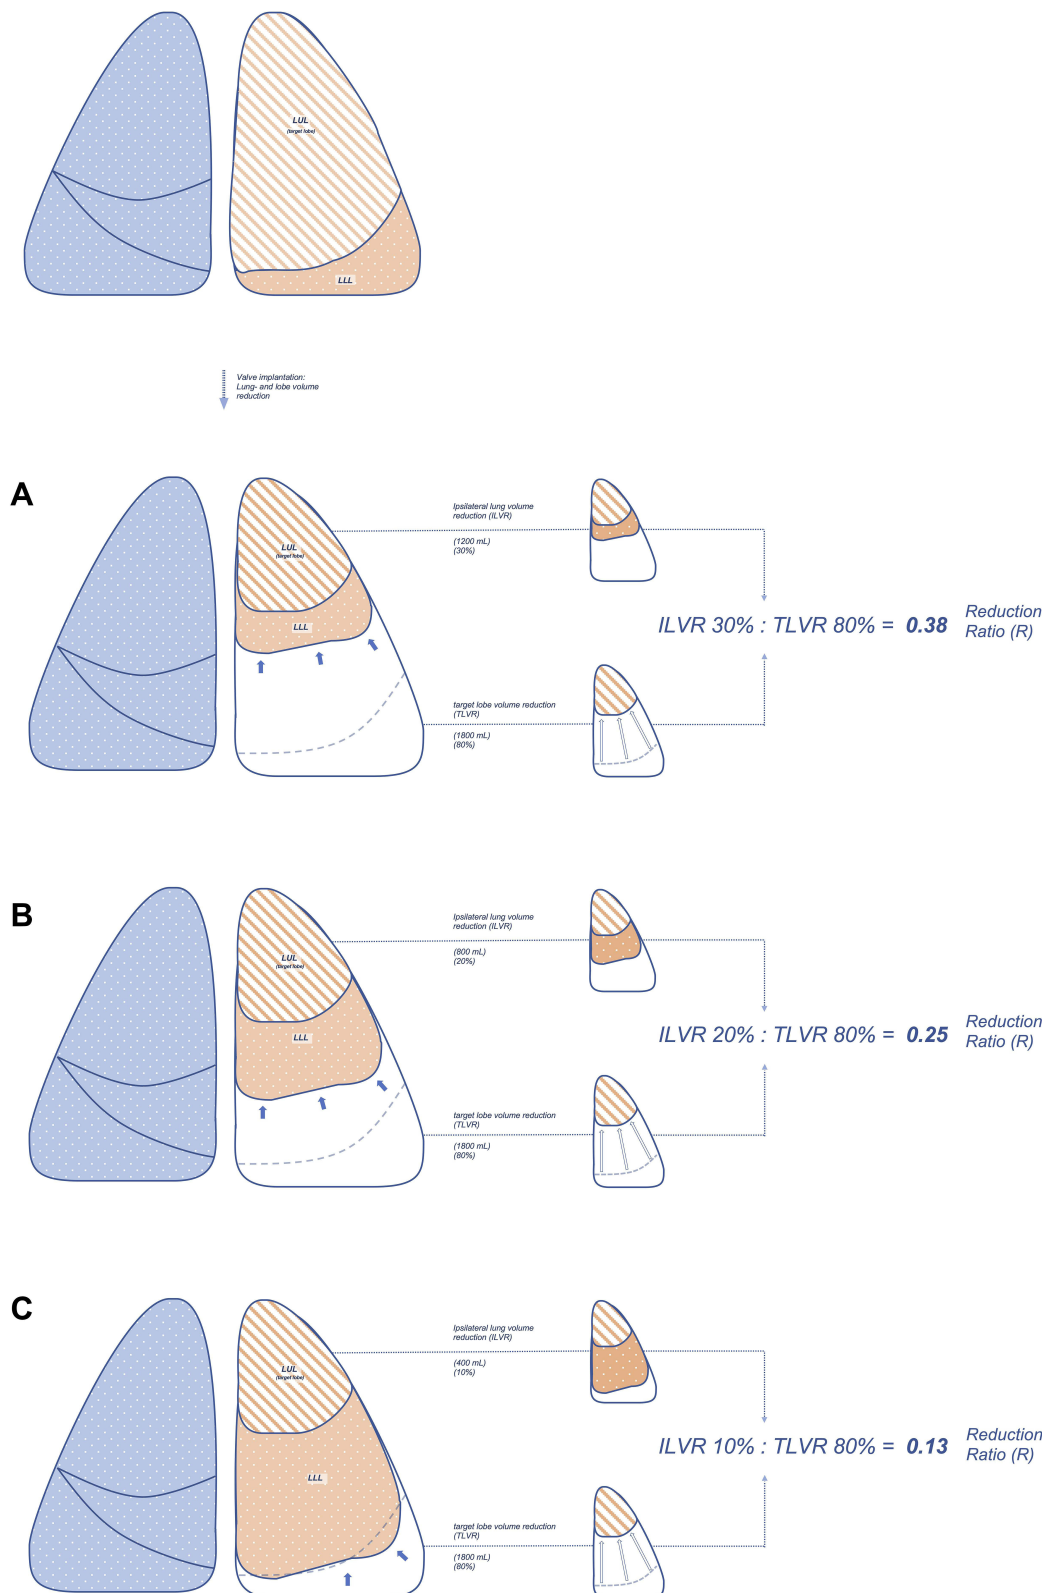 LUL
(target lobe)
LLL
Valve implantation:
Lung- and lobe volume
reduction
A
Ipsilateral lung volume
reduction (ILVR)
(1200 mL)
(30%)
LUL
(target lobe)
LLL
ILVR 30% : TLVR 80% = 0.38
Reduction
Ratio (R)
target lobe volume reduction
(TLVR)
(1800 mL)
(80%)
B
Ipsilateral lung volume
reduction (ILVR)
(800 mL)
(20%)
LUL
(target lobe)
LLL
ILVR 20% : TLVR 80% = 0.25
Reduction
Ratio (R)
target lobe volume reduction
(TLVR)
(1800 mL)
(80%)
C
Ipsilateral lung volume
reduction (ILVR)
(400 mL)
(10%)
LUL
(target lobe)
LLL
ILVR 10% : TLVR 80% = 0.13
Reduction
Ratio (R)
target lobe volume reduction
(TLVR)
(1800 mL)
(80%)